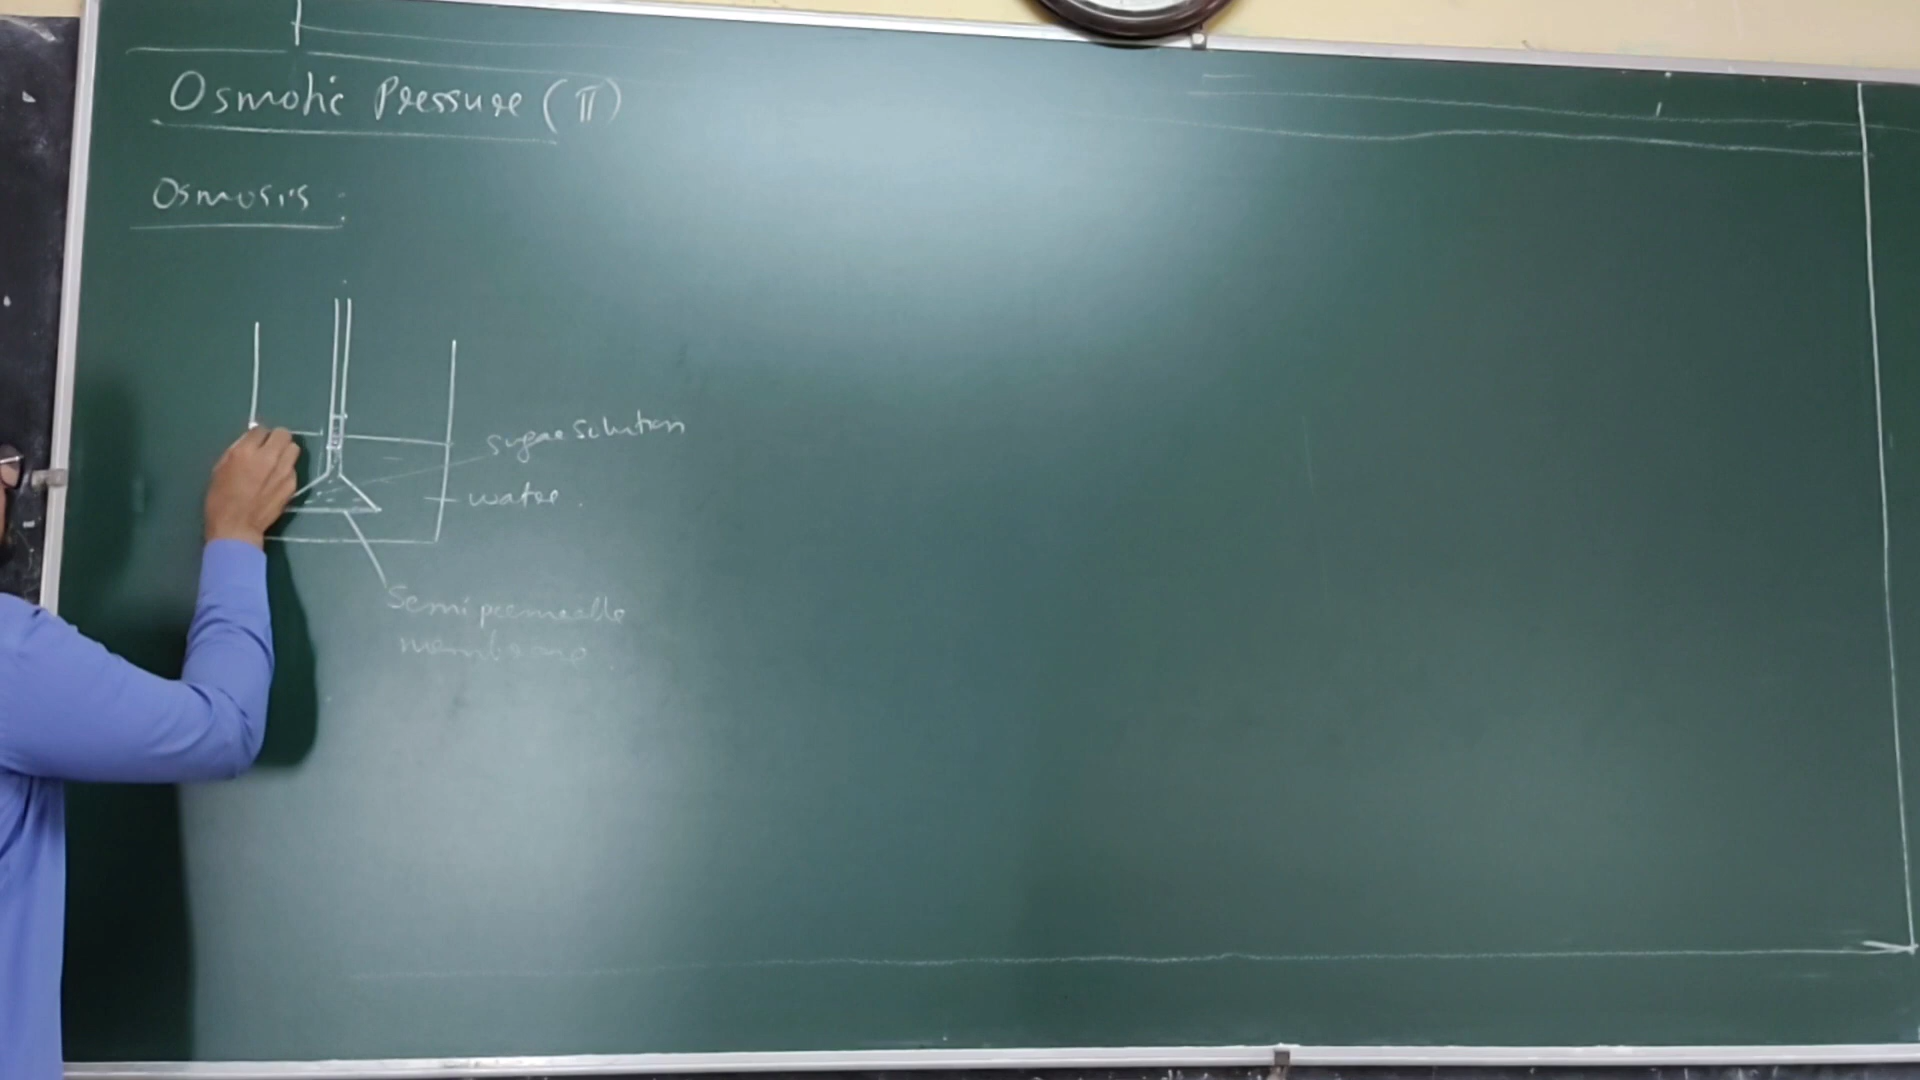 Osmotic Pressure (π)
Osmosis :
sugar solution
water .
Semi permeable
membrane .